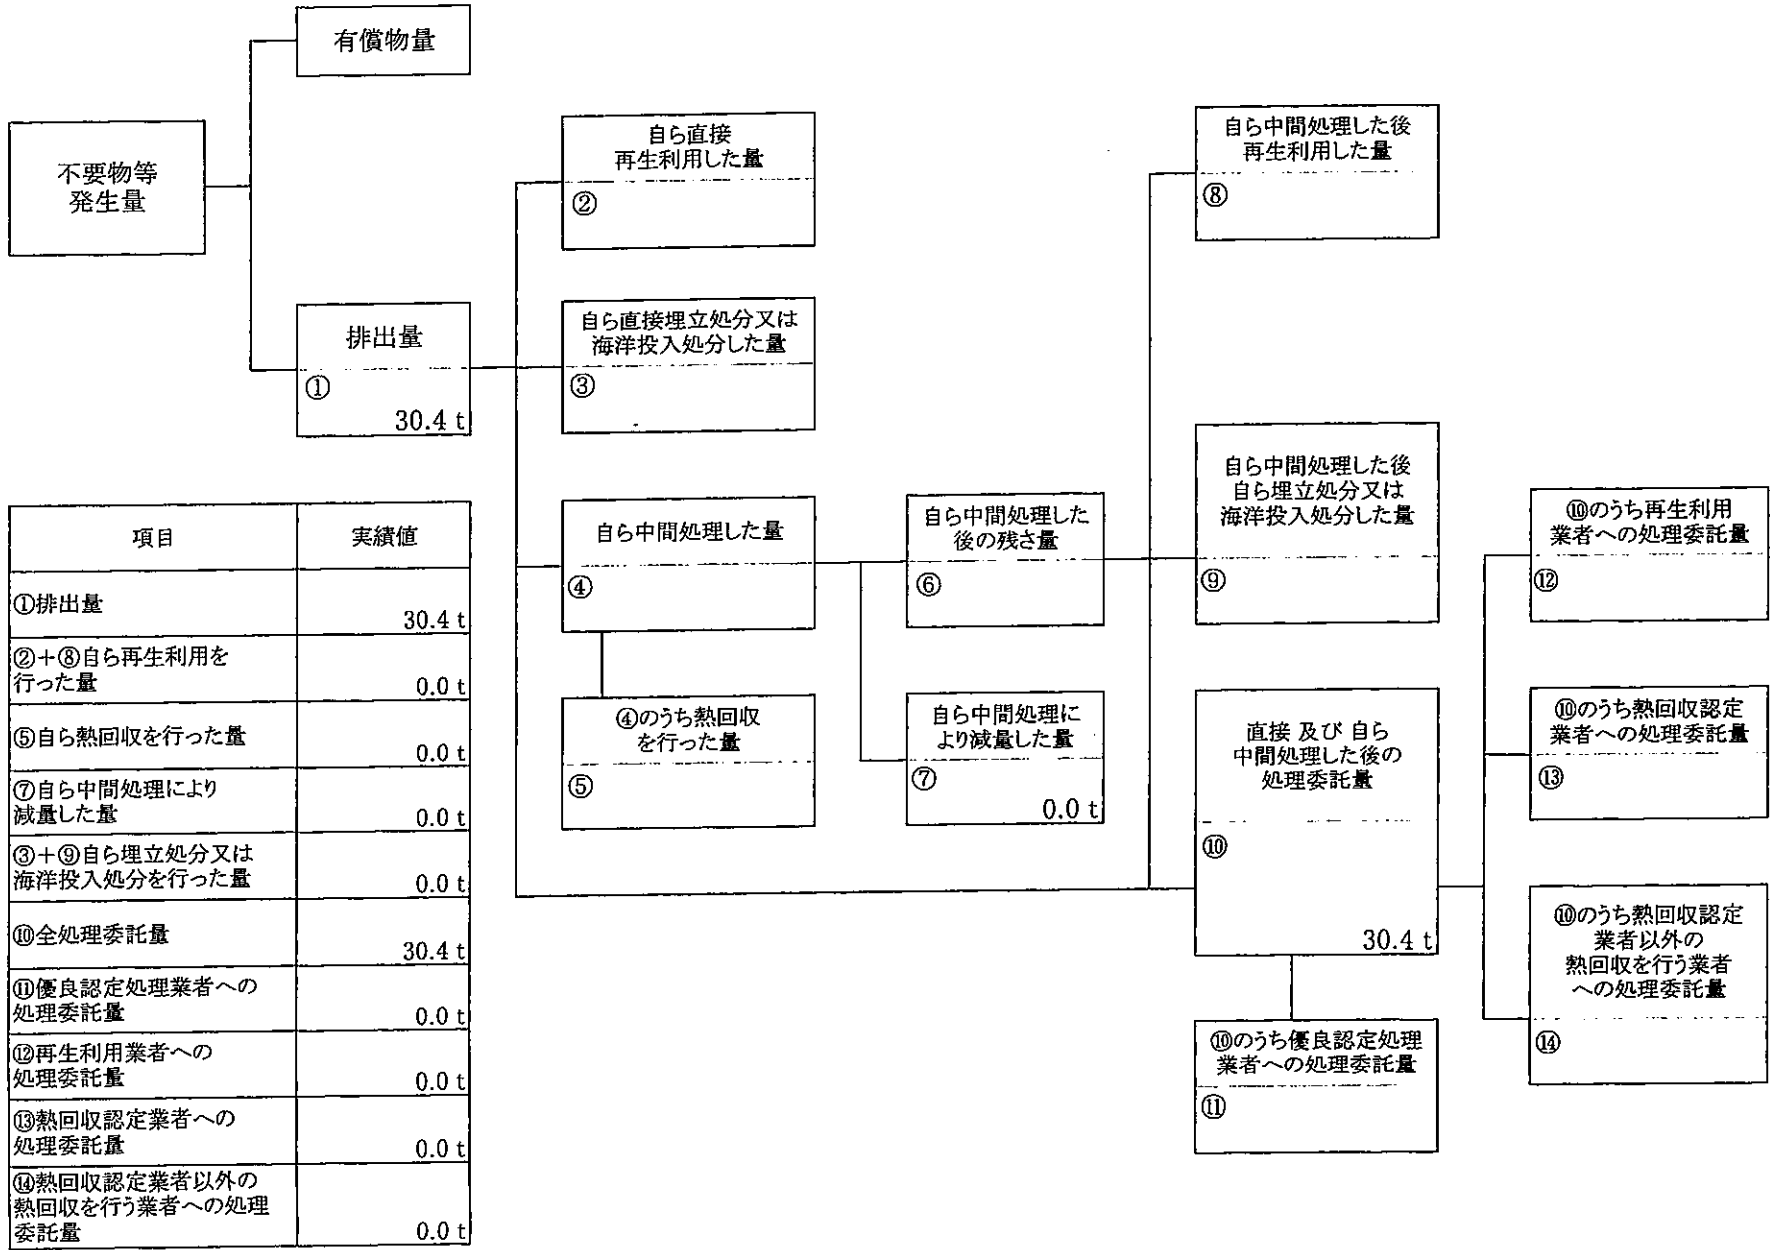 有償物量
不要物等
発生量
排出量
①
30.4 t
自ら直接
再生利用した量
②
自ら直接埋立処分又は
海洋投入処分した量
③
自ら中間処理した量
④
④のうち熱回収
を行った量
⑤
自ら中間処理した
後の残さ量
⑥
自ら中間処理に
より減量した量
⑦
0.0 t
自ら中間処理した後
再生利用した量
⑧
自ら中間処理した後
自ら埋立処分又は
海洋投入処分した量
⑨
直接 及び 自ら
中間処理した後の
処理委託量
⑩
30.4 t
⑩のうち優良認定処理
業者への処理委託量
⑪
⑩のうち再生利用
業者への処理委託量
⑫
⑩のうち熱回収認定
業者への処理委託量
⑬
⑩のうち熱回収認定
業者以外の
熱回収を行う業者
への処理委託量
⑭
項目 実績値
①排出量 30.4 t
②+⑧自ら再生利用を
行った量 0.0 t
⑤自ら熱回収を行った量 0.0 t
⑦自ら中間処理により
減量した量 0.0 t
③+⑨自ら埋立処分又は
海洋投入処分を行った量 0.0 t
⑩全処理委託量 30.4 t
⑪優良認定処理業者への
処理委託量 0.0 t
⑫再生利用業者への
処理委託量 0.0 t
⑬熱回収認定業者への
処理委託量 0.0 t
⑭熱回収認定業者以外の
熱回収を行う業者への処理
委託量 0.0 t